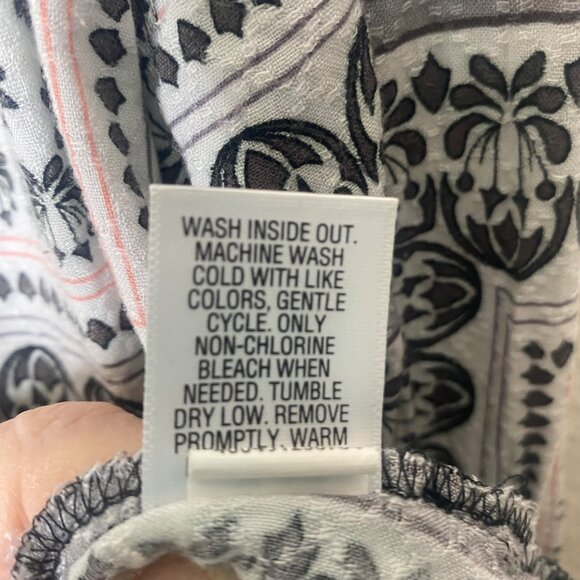 WASH INSIDE OUT.
MACHINE WASH
COLD WITH LIKE
COLORS, GENTLE
CYCLE. ONLY
NON-CHLORINE
BLEACH WHEN
NEEDED. TUMBLE
DRY LOW. REMOVE
PROMPTLY. WARM